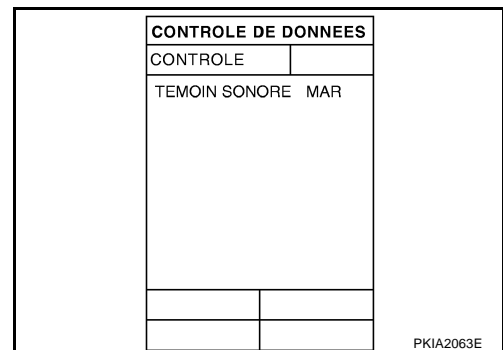 CONTROLE DE DONNEES
CONTROLE
TEMOIN SONORE MAR
PKIA2063E